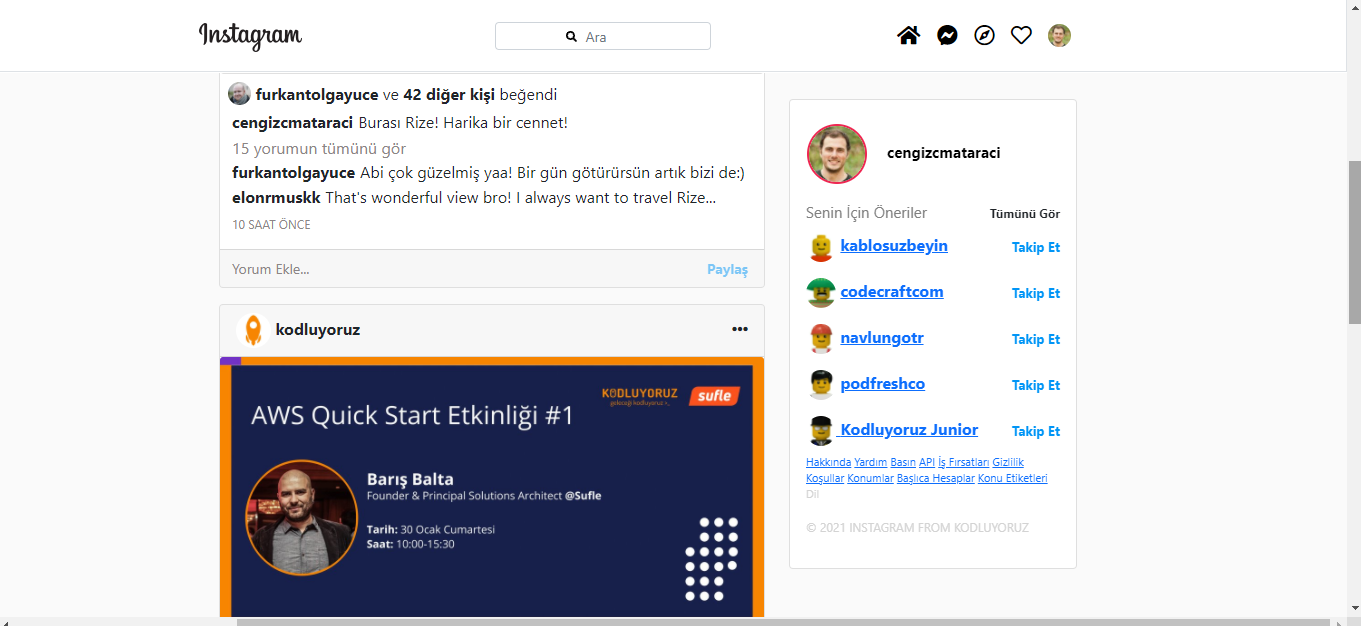 Instagram
Ara
furkantolgayuce ve 42 diğer kişi beğendi
cengizcmataraci Burası Rize! Harika bir cennet!
15 yorumun tümünü gör
furkantolgayuce Abi çok güzelmiş yaa! Bir gün götürürsün artık bizi de:)
elonrmuskk That's wonderful view bro! I always want to travel Rize...
10 SAAT ÖNCE
Yorum Ekle...
Paylaş
kodluyoruz
KODLUYORUZ
geleceği kodluyoruz >_
sufle
AWS Quick Start Etkinliği #1
Barış Balta
Founder & Principal Solutions Architect @Sufle
Tarih: 30 Ocak Cumartesi
Saat: 10:00-15:30
cengizcmataraci
Senin İçin Öneriler
Tümünü Gör
kablosuzbeyin
Takip Et
codecraftcom
Takip Et
navlungotr
Takip Et
podfreshco
Takip Et
Kodluyoruz Junior
Takip Et
Hakkında Yardım Basın API İş Fırsatları Gizlilik
Koşullar Konumlar Başlıca Hesaplar Konu Etiketleri
Dil
© 2021 INSTAGRAM FROM KODLUYORUZ